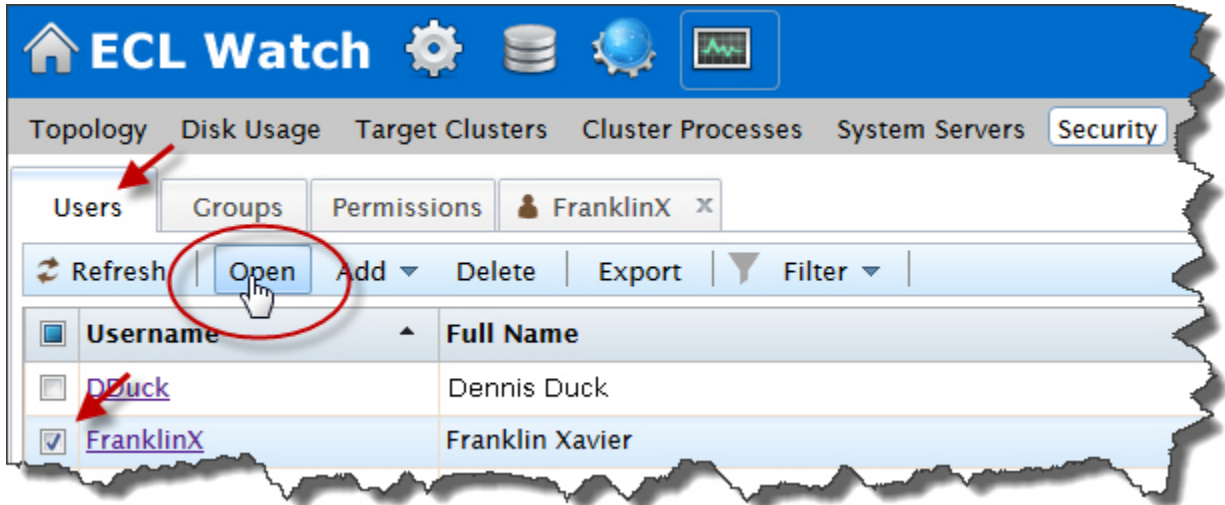 ECL Watch
Topology Disk Usage Target Clusters Cluster Processes System Servers Security
Users Groups Permissions FranklinX x
Refresh Open Add Delete Export Filter
Username Full Name
DDuck Dennis Duck
FranklinX Franklin Xavier